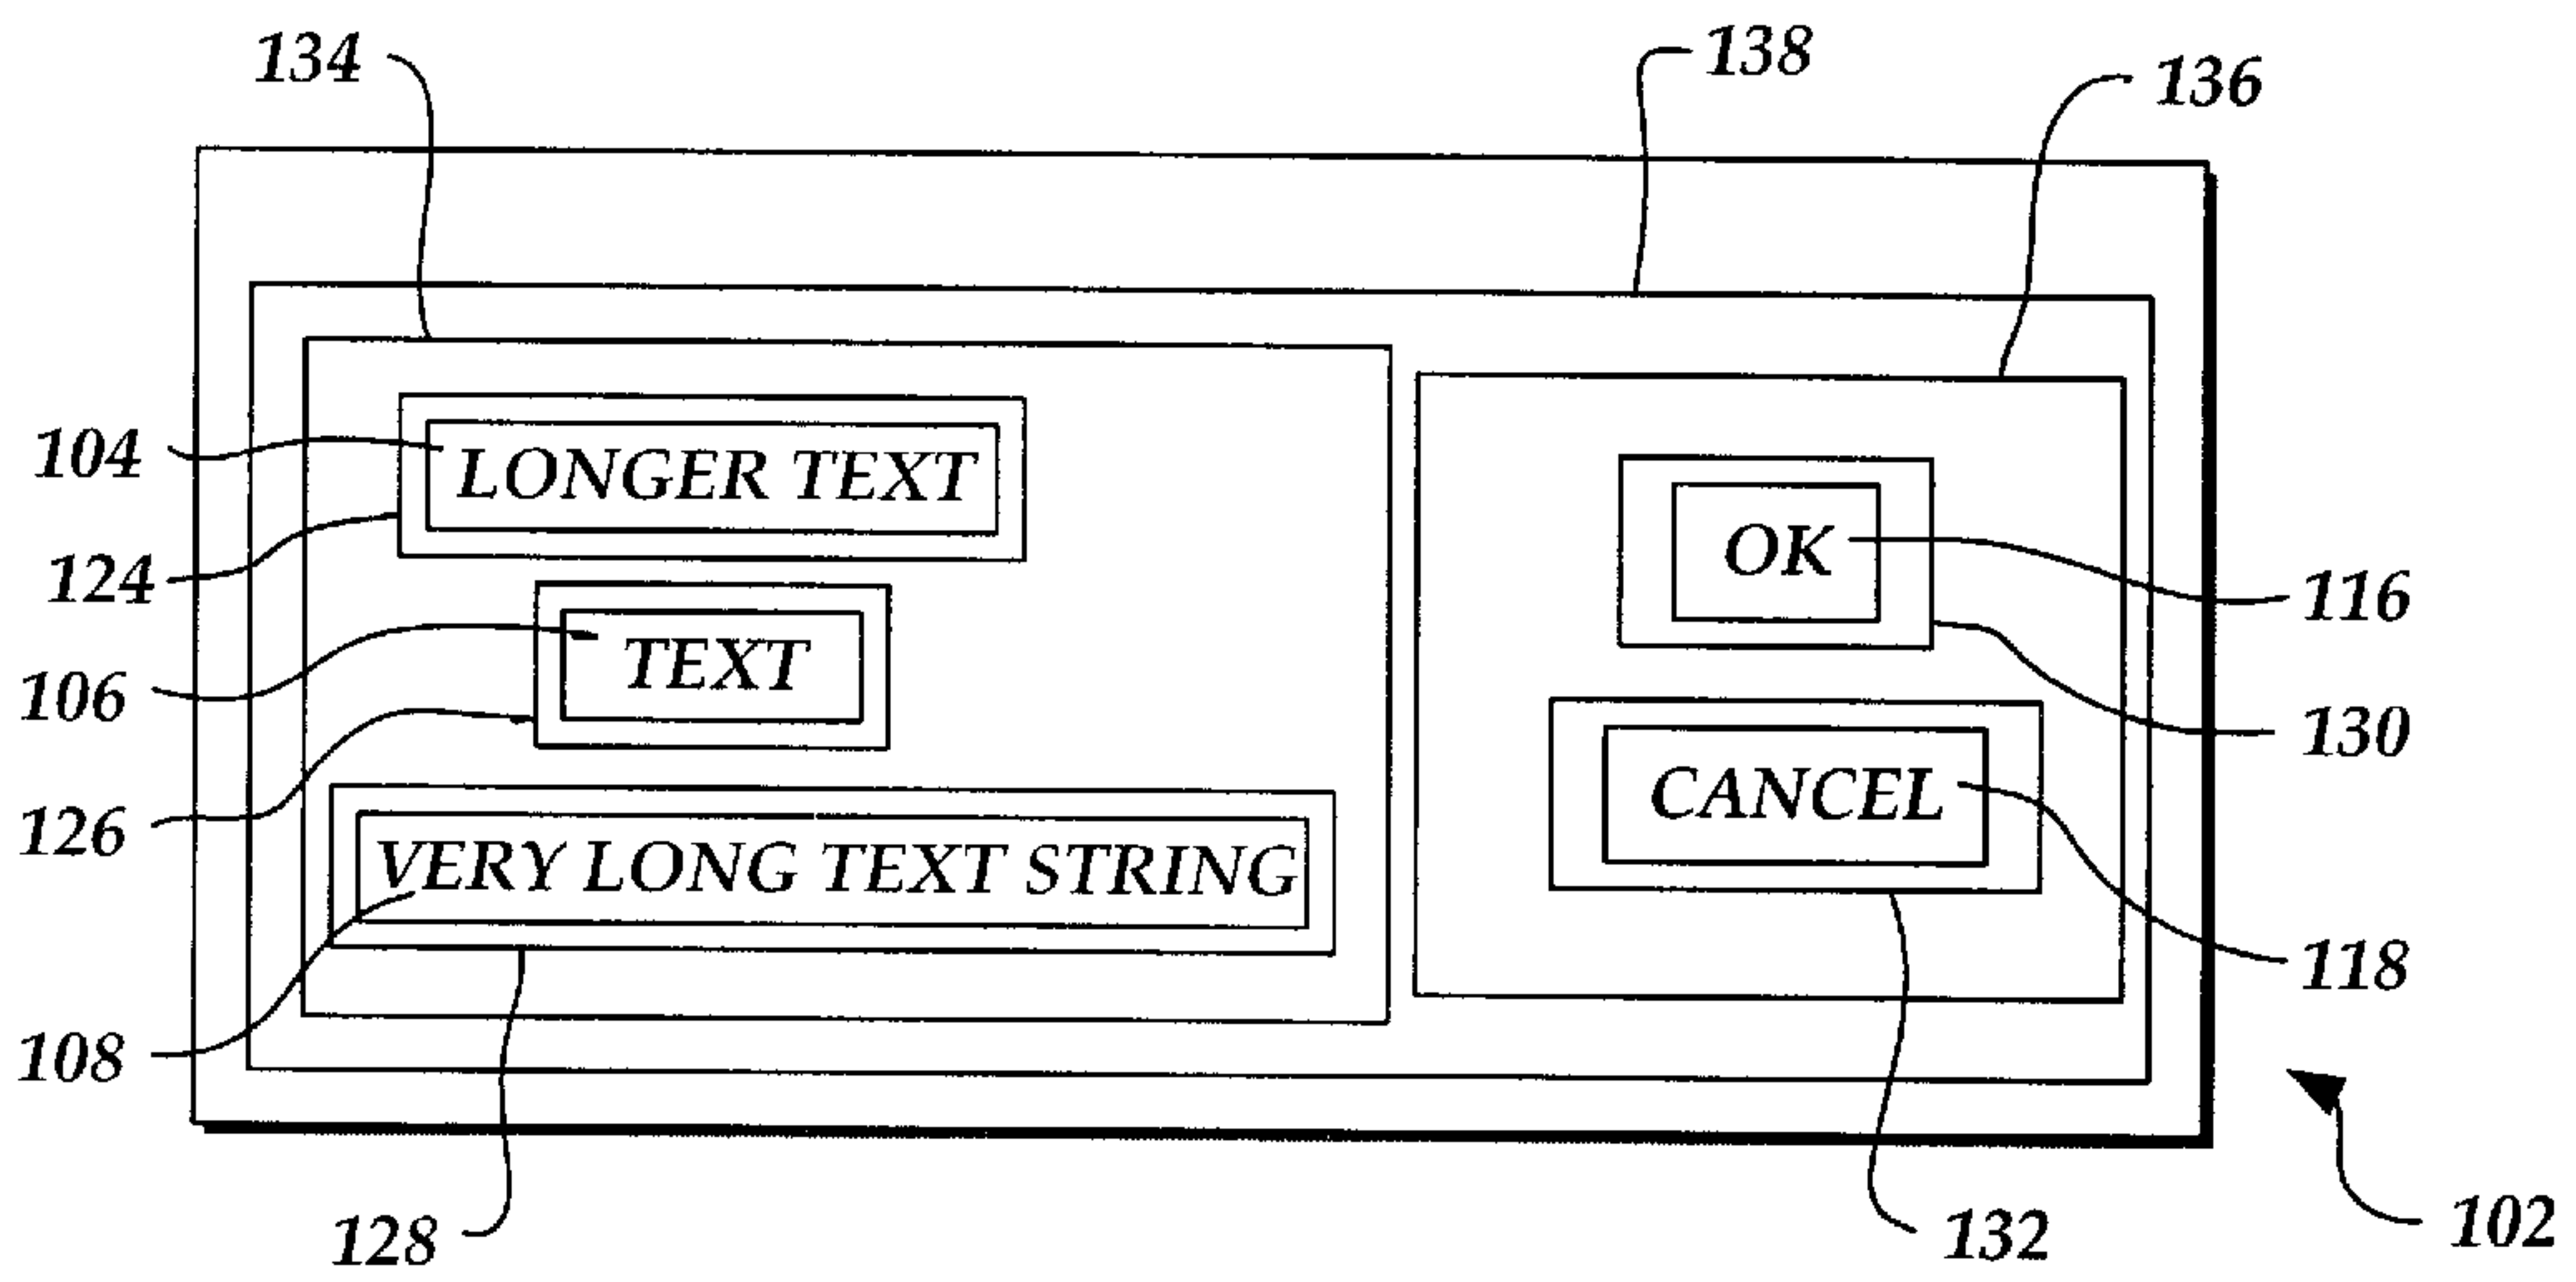 134
138
136
104
LONGER TEXT
124
OK
116
106
TEXT
130
126
CANCEL
VERY LONG TEXT STRING
118
108
128
132
102